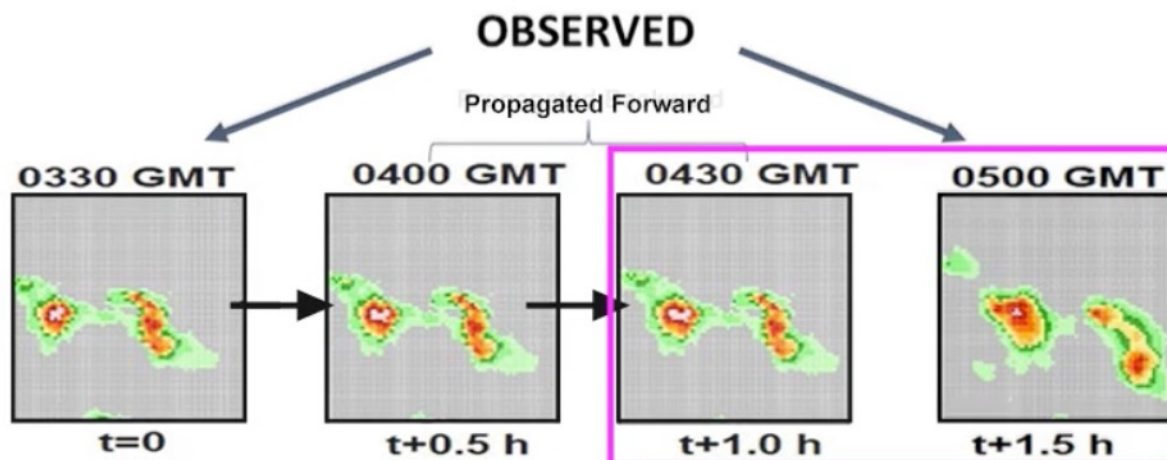 OBSERVED
Propagated Forward
0330 GMT
0400 GMT
0430 GMT
0500 GMT
t=0
t+0.5 h
t+1.0 h
t+1.5 h